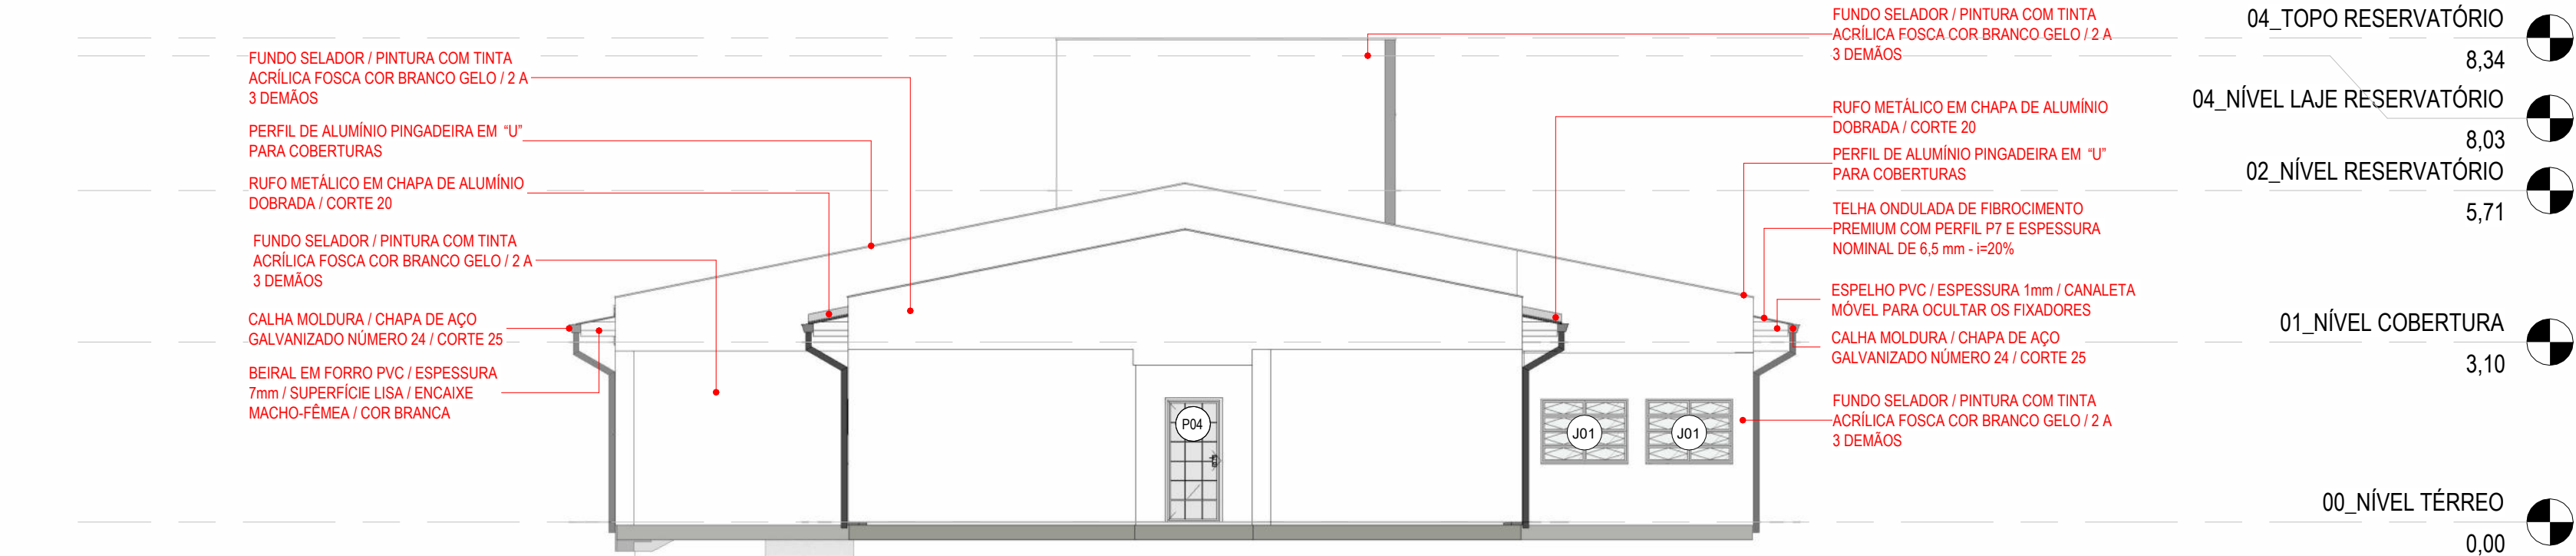 FUNDO SELADOR / PINTURA COM TINTA
ACRÍLICA FOSCA COR BRANCO GELO / 2 A
3 DEMÃOS
PERFIL DE ALUMÍNIO PINGADEIRA EM “U”
PARA COBERTURAS
RUFO METÁLICO EM CHAPA DE ALUMÍNIO
DOBRADA / CORTE 20
FUNDO SELADOR / PINTURA COM TINTA
ACRÍLICA FOSCA COR BRANCO GELO / 2 A
3 DEMÃOS
CALHA MOLDURA / CHAPA DE AÇO
GALVANIZADO NÚMERO 24 / CORTE 25
BEIRAL EM FORRO PVC / ESPESSURA
7mm / SUPERFÍCIE LISA / ENCAIXE
MACHO-FÊMEA / COR BRANCA
P04
J01
J01
FUNDO SELADOR / PINTURA COM TINTA
ACRÍLICA FOSCA COR BRANCO GELO / 2 A
3 DEMÃOS
RUFO METÁLICO EM CHAPA DE ALUMÍNIO
DOBRADA / CORTE 20
PERFIL DE ALUMÍNIO PINGADEIRA EM “U”
PARA COBERTURAS
TELHA ONDULADA DE FIBROCIMENTO
PREMIUM COM PERFIL P7 E ESPESSURA
NOMINAL DE 6,5 mm - i=20%
ESPELHO PVC / ESPESSURA 1mm / CANALETA
MÓVEL PARA OCULTAR OS FIXADORES
CALHA MOLDURA / CHAPA DE AÇO
GALVANIZADO NÚMERO 24 / CORTE 25
FUNDO SELADOR / PINTURA COM TINTA
ACRÍLICA FOSCA COR BRANCO GELO / 2 A
3 DEMÃOS
04_TOPO RESERVATÓRIO
8,34
04_NÍVEL LAJE RESERVATÓRIO
8,03
02_NÍVEL RESERVATÓRIO
5,71
01_NÍVEL COBERTURA
3,10
00_NÍVEL TÉRREO
0,00